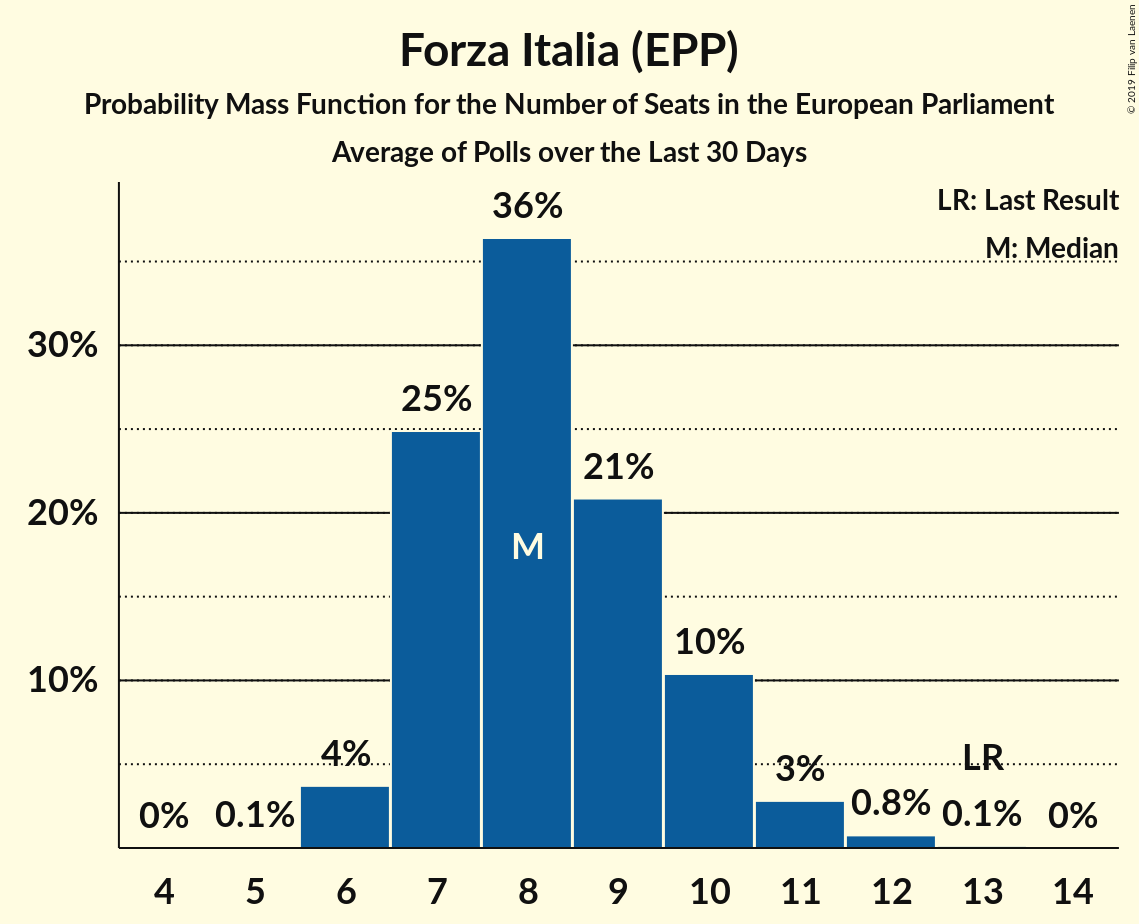 Forza Italia (EPP)
Probability Mass Function for the Number of Seats in the European Parliament
Average of Polls over the Last 30 Days
© 2019 Filip van Laenen
LR: Last Result
M: Median
36%
30%
25%
21%
20%
M
10%
10%
4%
3%
LR
0%
0.1%
0.8%
0.1%
0%
4 5 6 7 8 9 10 11 12 13 14